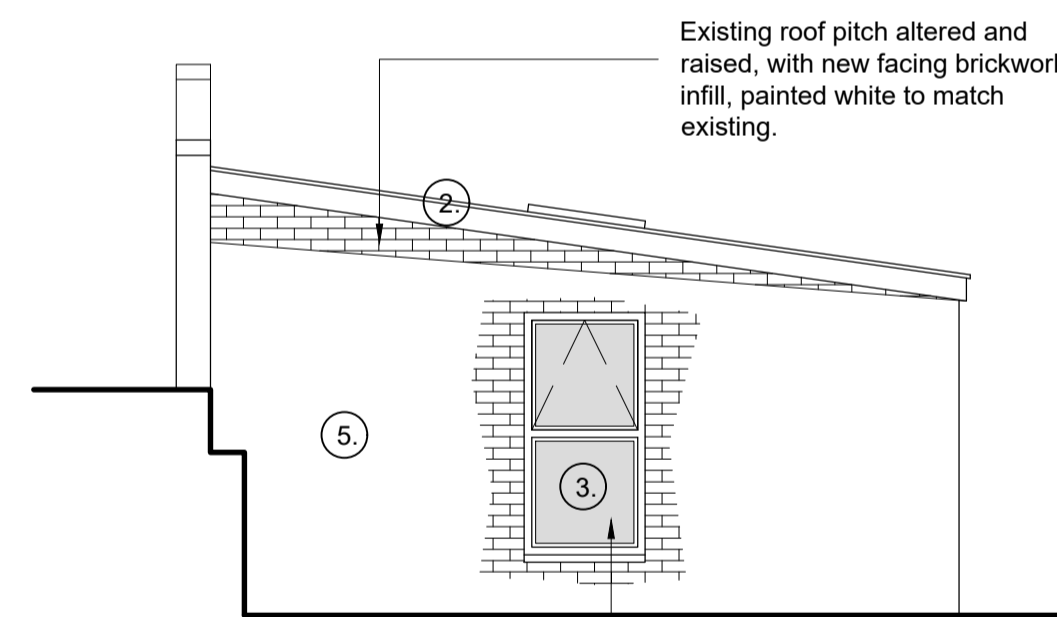 Existing roof pitch altered and
raised, with new facing brickwork
infill, painted white to match
existing.
2.
5.
3.